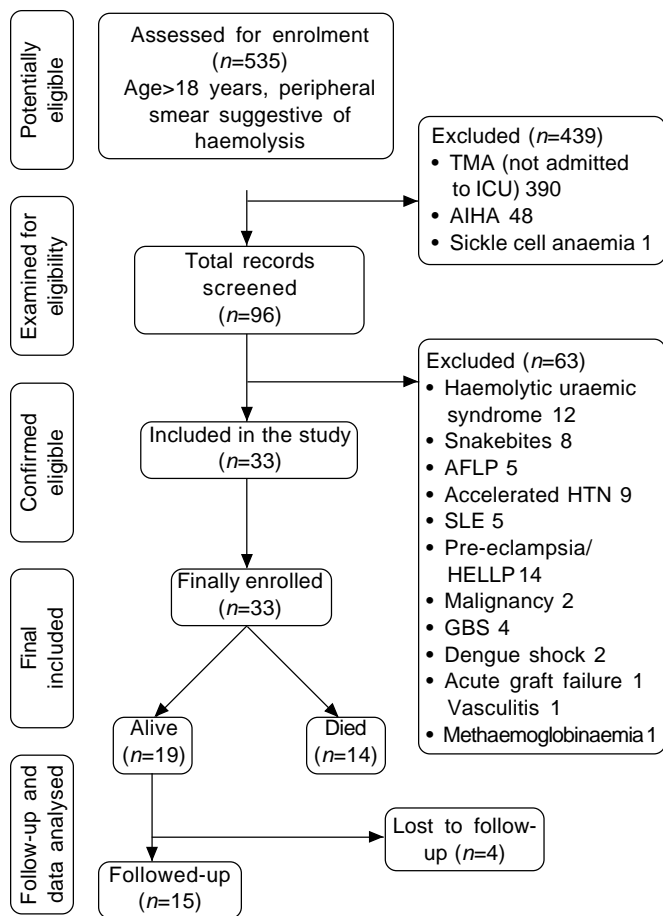 Potentially
eligible
Assessed for enrolment
(n=535)
Age>18 years, peripheral
smear suggestive of
haemolysis
Excluded (n=439)
• TMA (not admitted
to ICU) 390
• AIHA 48
• Sickle cell anaemia 1
Examined for
eligibility
Total records
screened
(n=96)
Excluded (n=63)
• Haemolytic uraemic
syndrome 12
• Snakebites 8
• AFLP 5
• Accelerated HTN 9
• SLE 5
• Pre-eclampsia/
HELLP 14
• Malignancy 2
• GBS 4
• Dengue shock 2
• Acute graft failure 1
Vasculitis 1
• Methaemoglobinaemia 1
Confirmed
eligible
Included in the study
(n=33)
Final
included
Finally enrolled
(n=33)
Alive
(n=19)
Died
(n=14)
Follow-up and
data analysed
Lost to follow-
up (n=4)
Followed-up
(n=15)